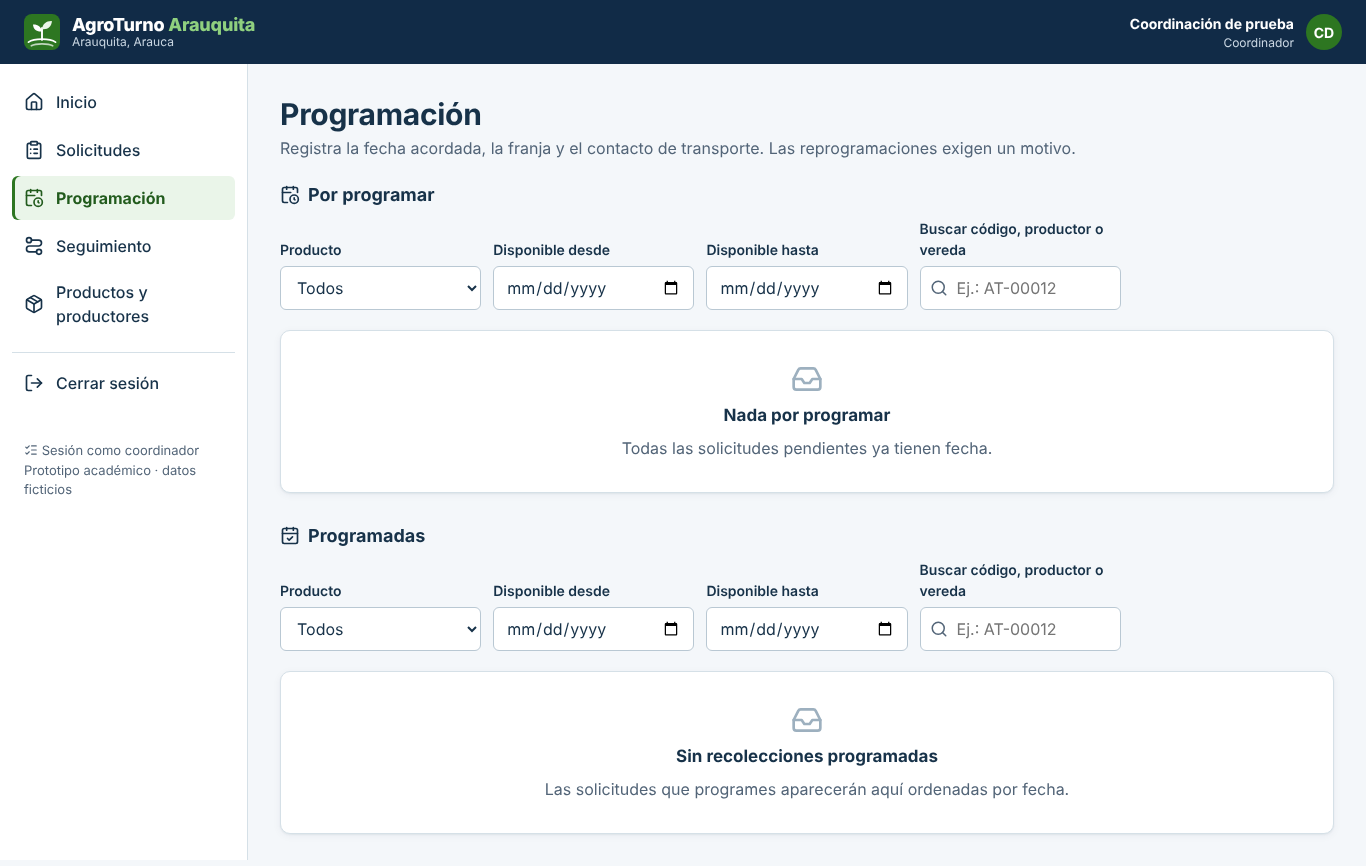 AgroTurno Arauquita
Arauquita, Arauca
Coordinación de prueba
Coordinador
CD
Inicio
Solicitudes
Programación
Seguimiento
Productos y
productores
Cerrar sesión
Sesión como coordinador
Prototipo académico · datos
ficticios
Programación
Registra la fecha acordada, la franja y el contacto de transporte. Las reprogramaciones exigen un motivo.
Por programar
Producto
Todos
Disponible desde
mm/dd/yyyy
Disponible hasta
mm/dd/yyyy
Buscar código, productor o
vereda
Ej.: AT-00012
Nada por programar
Todas las solicitudes pendientes ya tienen fecha.
Programadas
Producto
Todos
Disponible desde
mm/dd/yyyy
Disponible hasta
mm/dd/yyyy
Buscar código, productor o
vereda
Ej.: AT-00012
Sin recolecciones programadas
Las solicitudes que programes aparecerán aquí ordenadas por fecha.